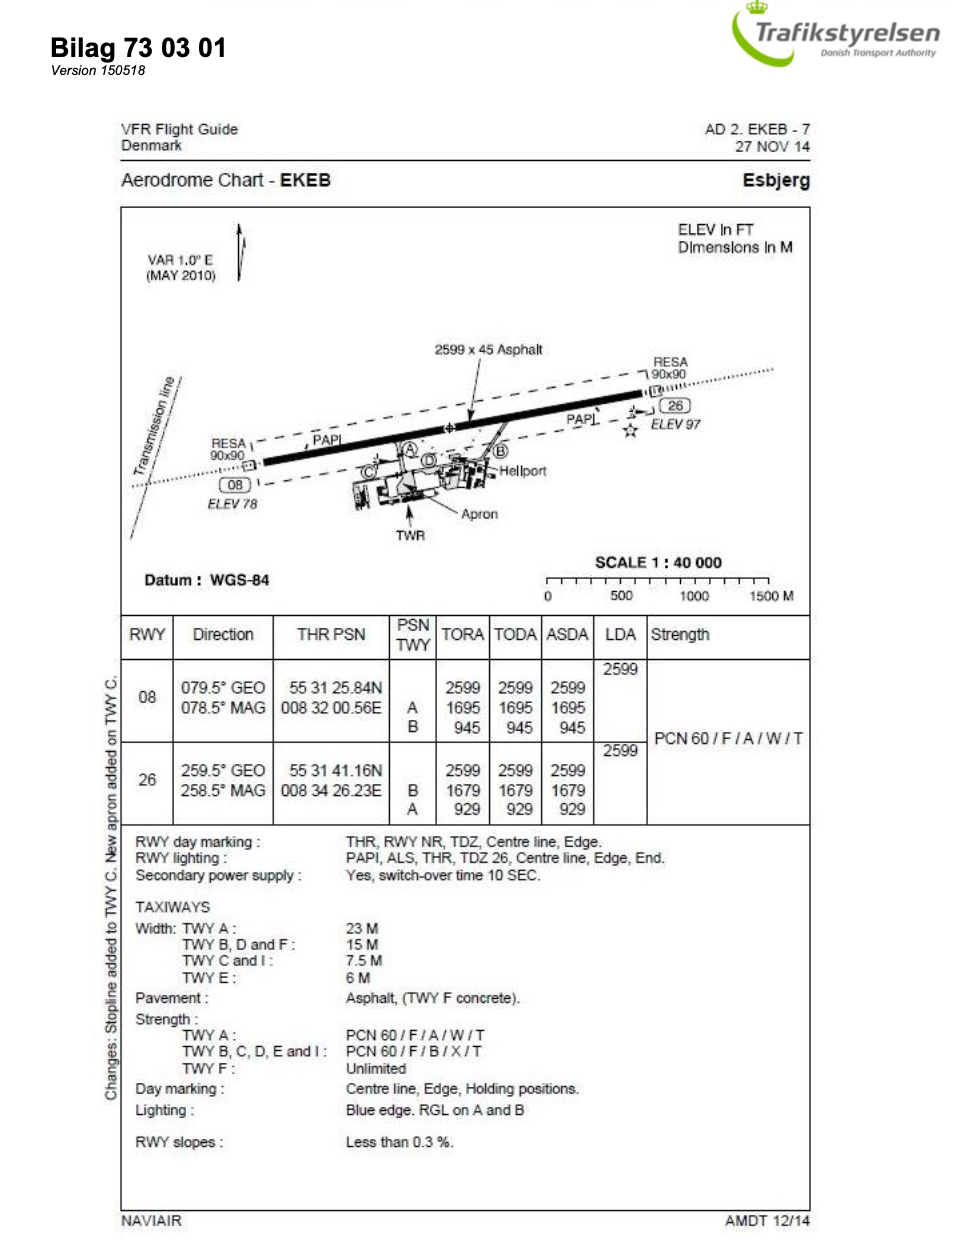 Trafikstyrelsen
Danish Transport Authority
Bilag 73 03 01
Version 150518
VFR Flight Guide
Denmark
AD 2. EKEB - 7
27 NOV 14
Aerodrome Chart - EKEB
Esbjerg
ELEV in FT
Dimensions in M
VAR 1.0° E
(MAY 2010)
2599 x 45 Asphalt
RESA
90x90
Transmission line
26
ELEV 97
PAPI
PAPI
RESA
90x90
08
ELEV 78
A
B
C
D
Heliport
Apron
TWR
SCALE 1 : 40 000
Datum : WGS-84
0 500 1000 1500 M
RWY Direction THR PSN PSN TWY TORA TODA ASDA LDA Strength
2599
08 079.5° GEO 55 31 25.84N 2599 2599 2599
078.5° MAG 008 32 00.56E A 1695 1695 1695
B 945 945 945
PCN 60 / F / A / W / T
2599
26 259.5° GEO 55 31 41.16N 2599 2599 2599
258.5° MAG 008 34 26.23E B 1679 1679 1679
A 929 929 929
RWY day marking : THR, RWY NR, TDZ, Centre line, Edge.
RWY lighting : PAPI, ALS, THR, TDZ 26, Centre line, Edge, End.
Secondary power supply : Yes, switch-over time 10 SEC.
TAXIWAYS
Width: TWY A : 23 M
TWY B, D and F : 15 M
TWY C and I : 7.5 M
TWY E : 6 M
Pavement : Asphalt, (TWY F concrete).
Strength :
TWY A : PCN 60 / F / A / W / T
TWY B, C, D, E and I : PCN 60 / F / B / X / T
TWY F : Unlimited
Day marking : Centre line, Edge, Holding positions.
Lighting : Blue edge. RGL on A and B
RWY slopes : Less than 0.3 %.
Changes: Stopline added to TWY C. New apron added on TWY C.
NAVIAIR
AMDT 12/14